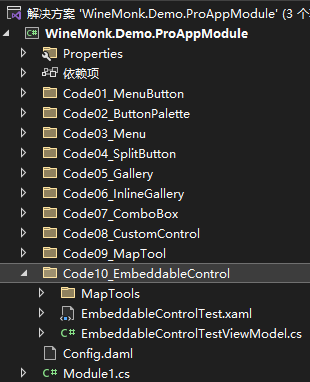 解决方案 'WineMonk.Demo.ProAppModule' (3 个
WineMonk.Demo.ProAppModule
Properties
依赖项
Code01_MenuButton
Code02_ButtonPalette
Code03_Menu
Code04_SplitButton
Code05_Gallery
Code06_InlineGallery
Code07_ComboBox
Code08_CustomControl
Code09_MapTool
Code10_EmbeddableControl
MapTools
EmbeddableControlTest.xaml
C# EmbeddableControlTestViewModel.cs
Config.daml
C# Module1.cs